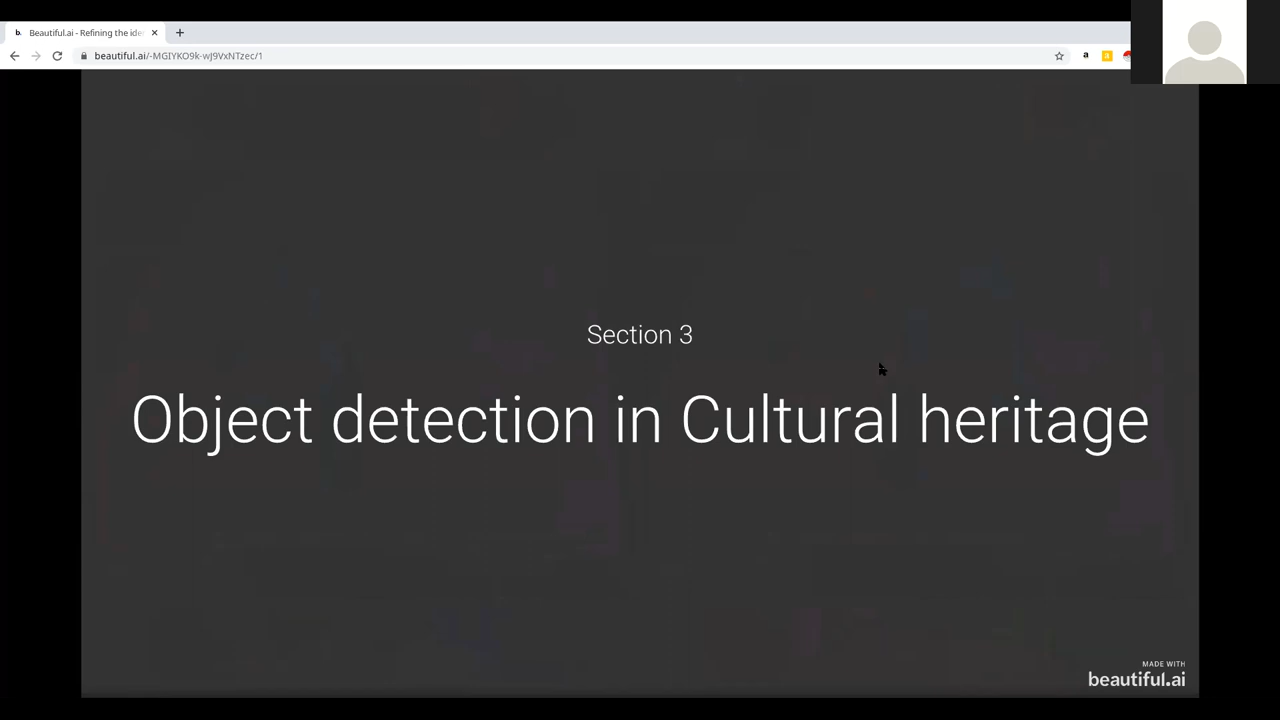 b. Beautiful.ai - Refining the ide
beautiful.ai/-MGIYKO9k-wJ9VxNTzec/1
a
a
Section 3
Object detection in Cultural heritage
MADE WITH
beautiful.ai